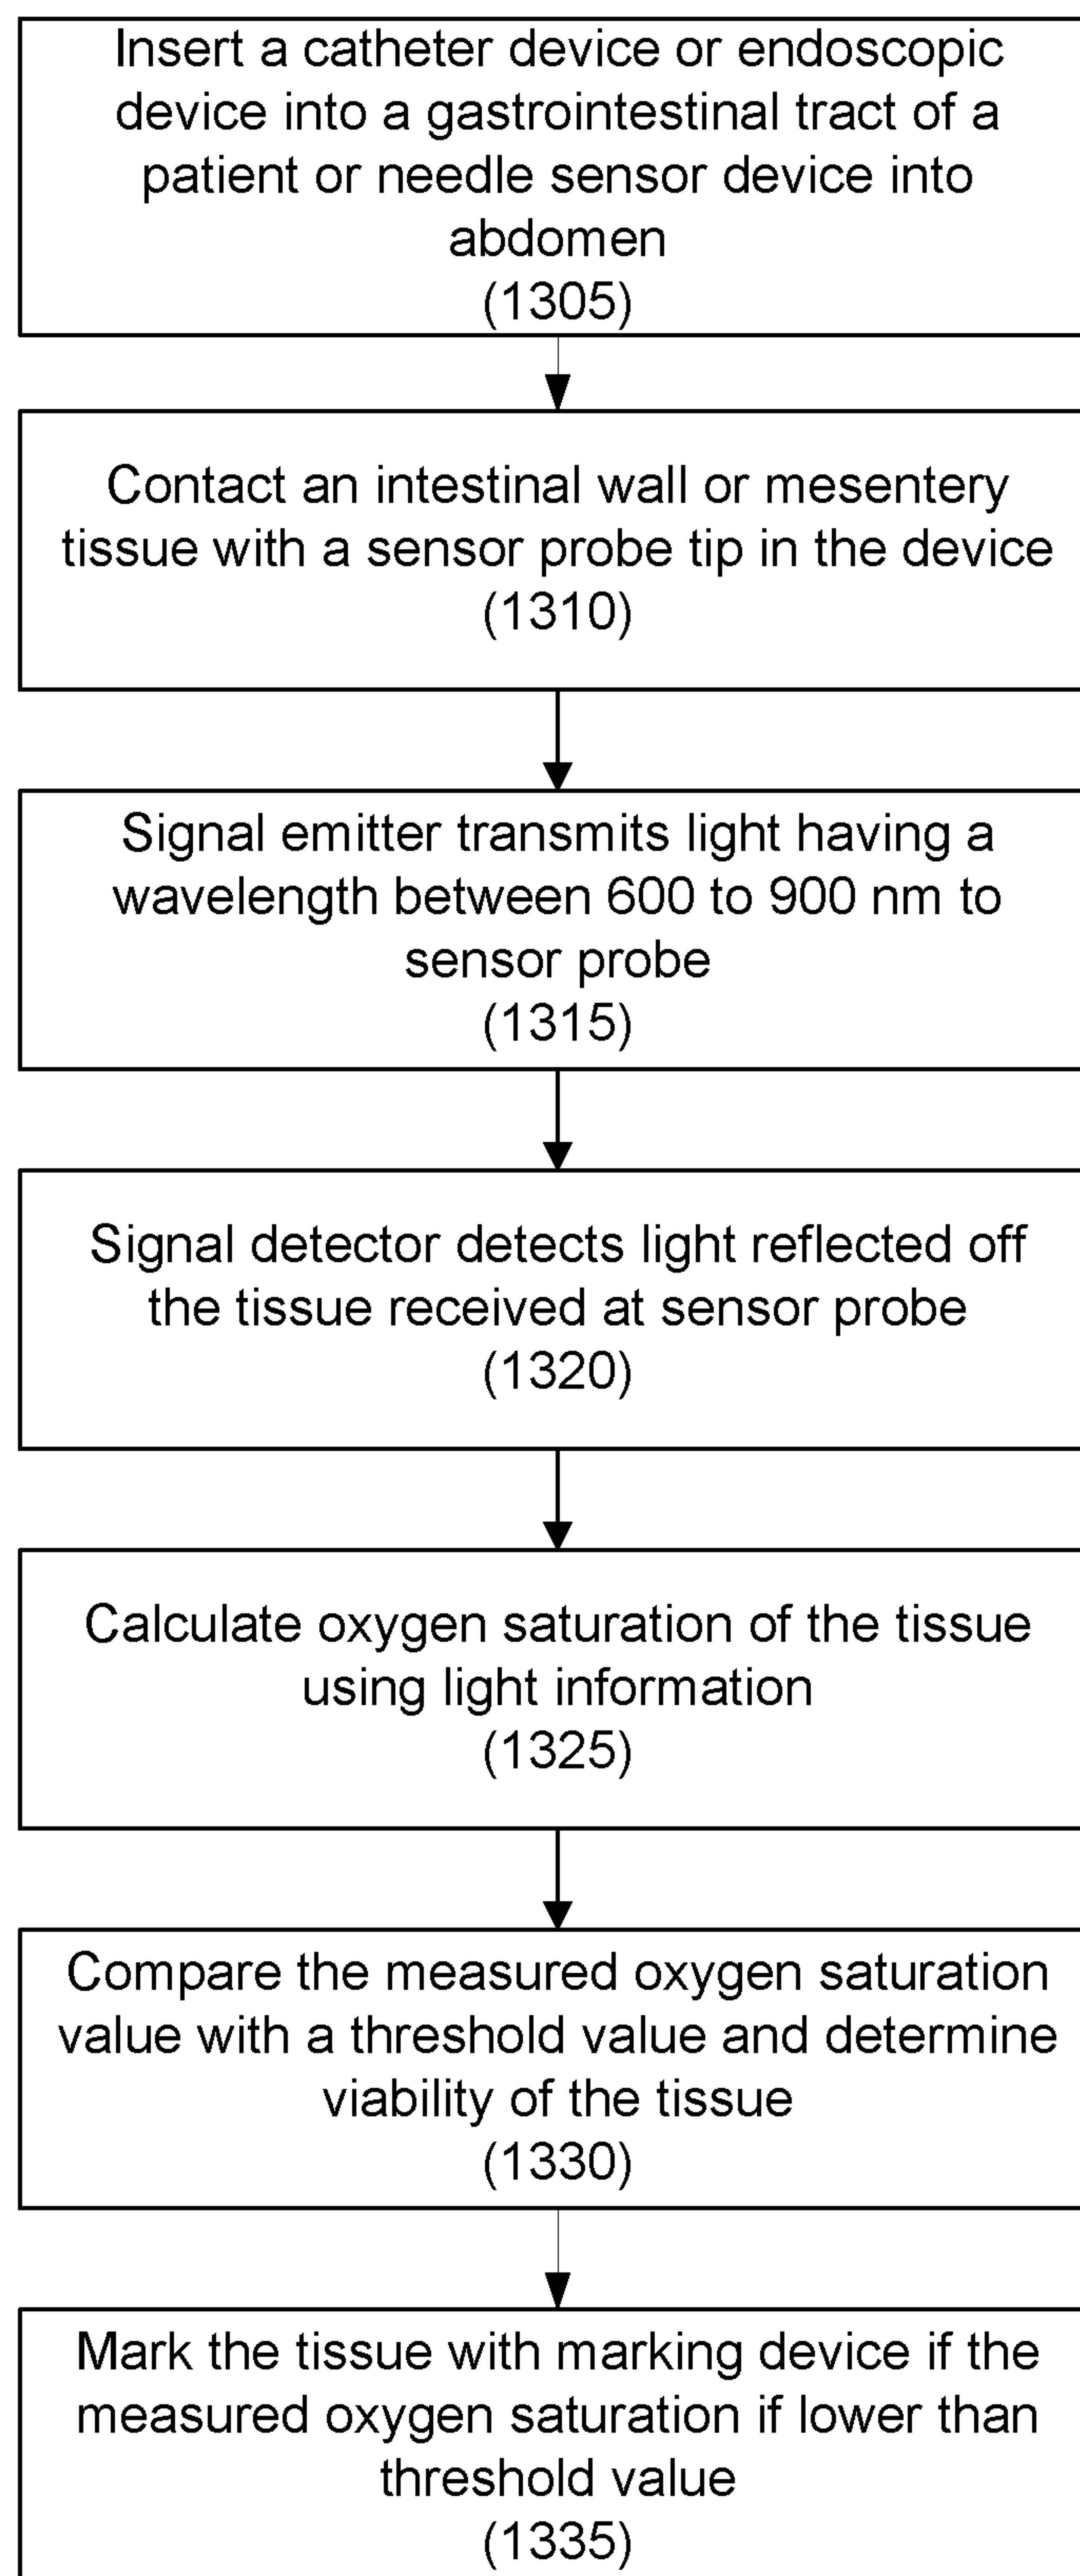 Insert a catheter device or endoscopic
device into a gastrointestinal tract of a
patient or needle sensor device into
abdomen
(1305)
Contact an intestinal wall or mesentery
tissue with a sensor probe tip in the device
(1310)
Signal emitter transmits light having a
wavelength between 600 to 900 nm to
sensor probe
(1315)
Signal detector detects light reflected off
the tissue received at sensor probe
(1320)
Calculate oxygen saturation of the tissue
using light information
(1325)
Compare the measured oxygen saturation
value with a threshold value and determine
viability of the tissue
(1330)
Mark the tissue with marking device if the
measured oxygen saturation if lower than
threshold value
(1335)